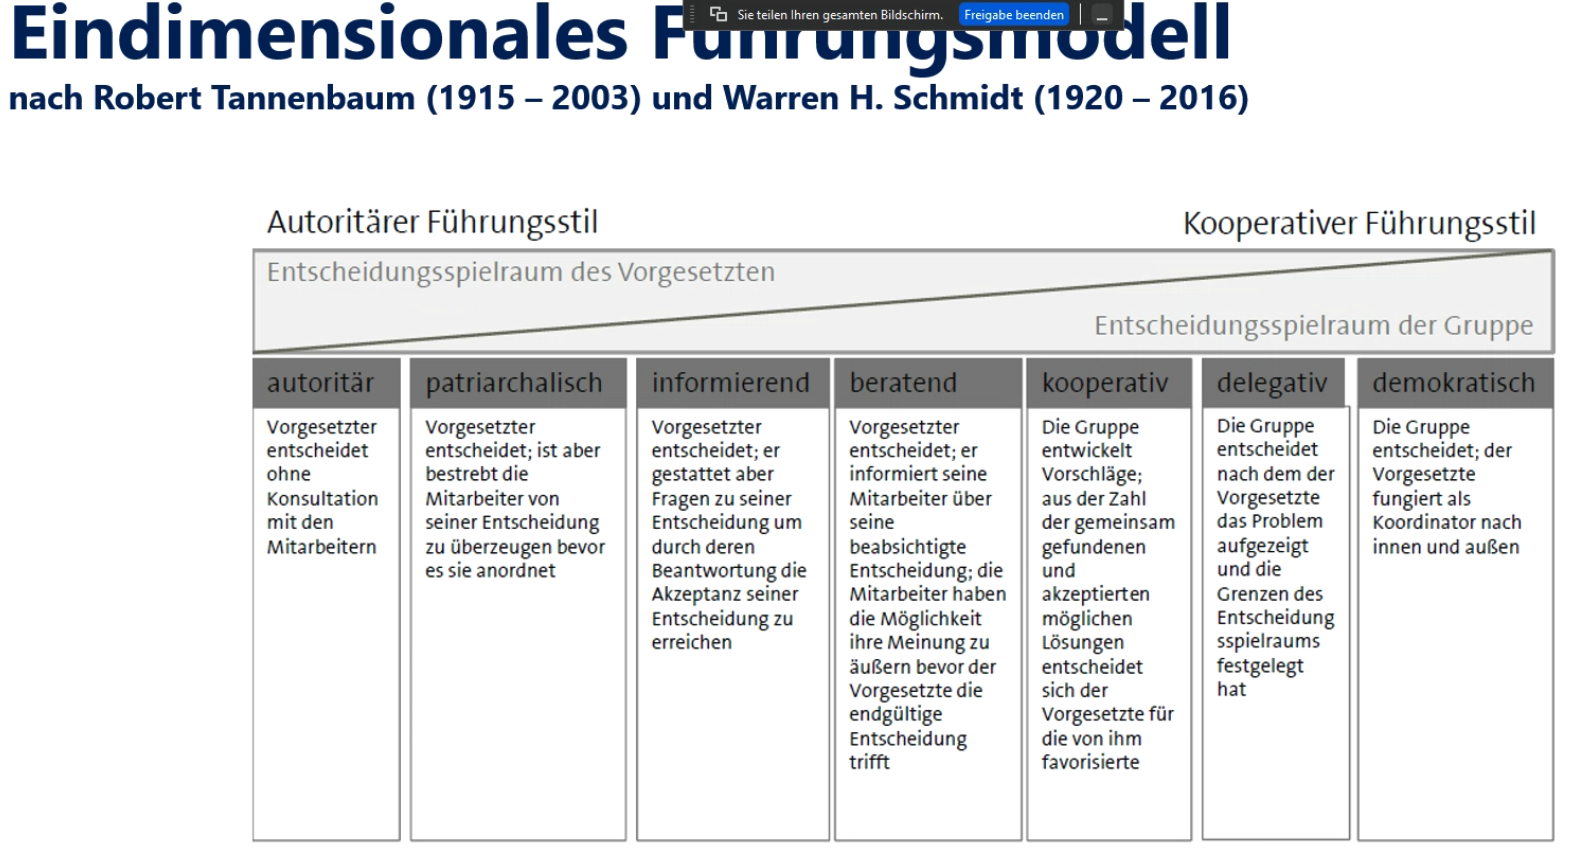 Eindimensionales Führungsmodell
Sie teilen Ihren gesamten Bildschirm. Freigabe beenden
nach Robert Tannenbaum (1915 – 2003) und Warren H. Schmidt (1920 – 2016)
Autoritärer Führungsstil
Kooperativer Führungsstil
Entscheidungsspielraum des Vorgesetzten
Entscheidungsspielraum der Gruppe
autoritär
Vorgesetzter
entscheidet
ohne
Konsultation
mit den
Mitarbeitern
patriarchalisch
Vorgesetzter
entscheidet; ist aber
bestrebt die
Mitarbeiter von
seiner Entscheidung
zu überzeugen bevor
es sie anordnet
informierend
Vorgesetzter
entscheidet; er
gestattet aber
Fragen zu seiner
Entscheidung um
durch deren
Beantwortung die
Akzeptanz seiner
Entscheidung zu
erreichen
beratend
Vorgesetzter
entscheidet; er
informiert seine
Mitarbeiter über
seine
beabsichtigte
Entscheidung; die
Mitarbeiter haben
die Möglichkeit
ihre Meinung zu
äußern bevor der
Vorgesetzte die
endgültige
Entscheidung
trifft
kooperativ
Die Gruppe
entwickelt
Vorschläge;
aus der Zahl
der gemeinsam
gefundenen
und
akzeptierten
möglichen
Lösungen
entscheidet
sich der
Vorgesetzte für
die von ihm
favorisierte
delegativ
Die Gruppe
entscheidet
nach dem der
Vorgesetzte
das Problem
aufgezeigt
und die
Grenzen des
Entscheidung
sspielraums
festgelegt
hat
demokratisch
Die Gruppe
entscheidet; der
Vorgesetzte
fungiert als
Koordinator nach
innen und außen